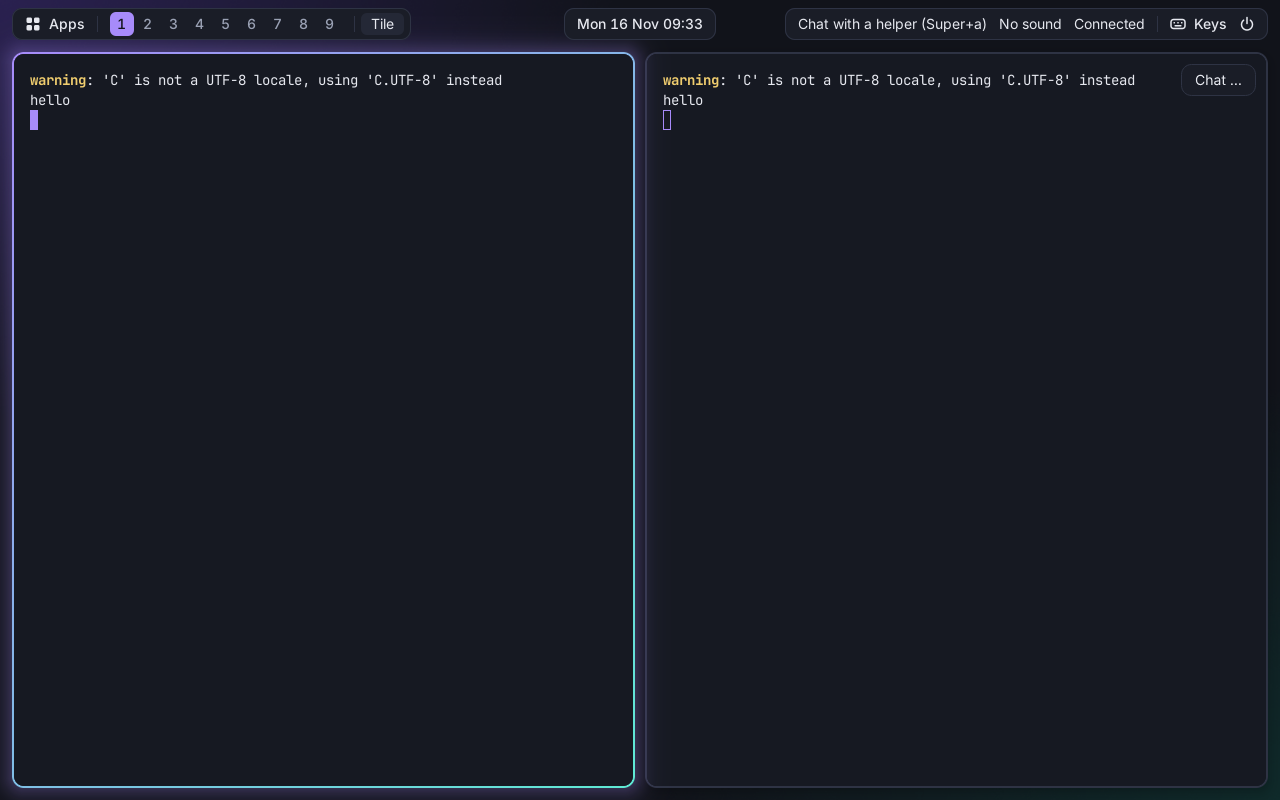 Apps 1 2 3 4 5 6 7 8 9 Tile
Mon 16 Nov 09:33
Chat with a helper (Super+a) No sound Connected Keys
warning: 'C' is not a UTF-8 locale, using 'C.UTF-8' instead
hello
warning: 'C' is not a UTF-8 locale, using 'C.UTF-8' instead
hello
Chat ...